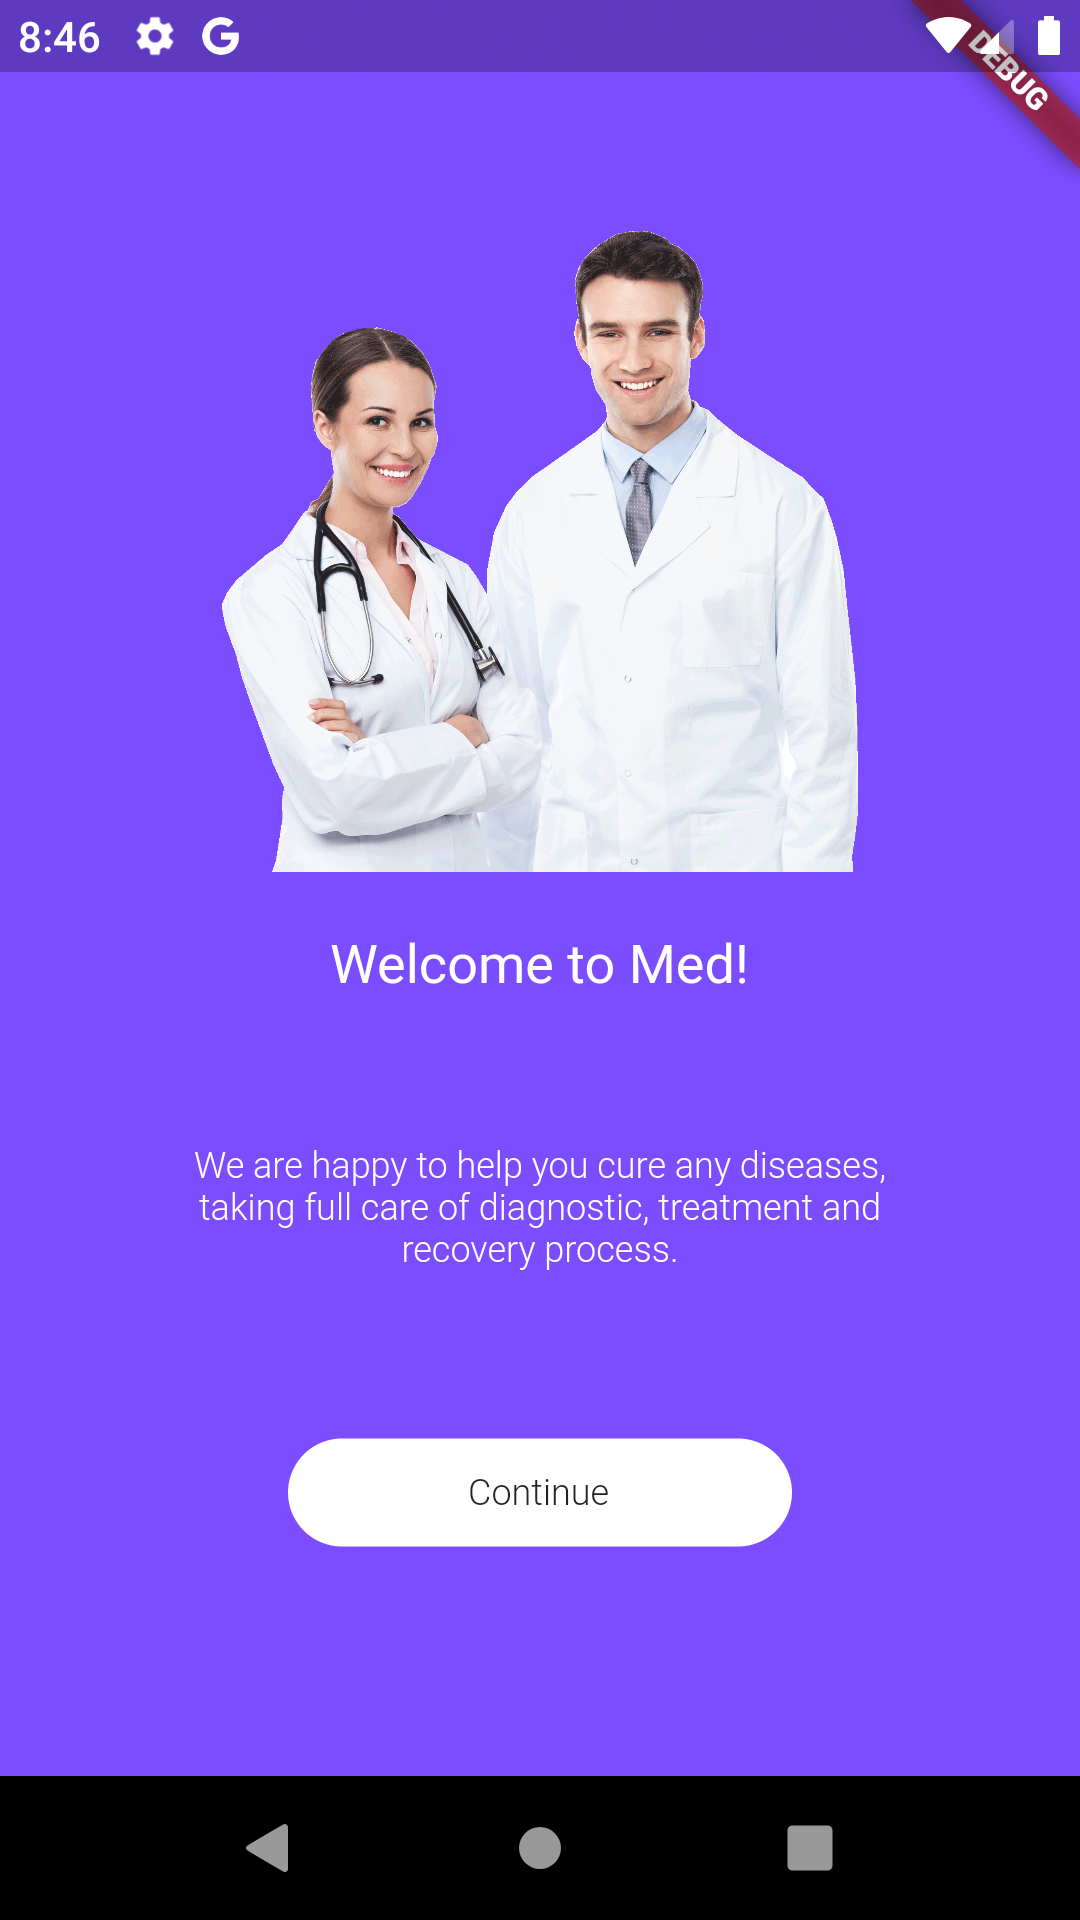 8:46
DEBUG
Welcome to Med!
We are happy to help you cure any diseases,
taking full care of diagnostic, treatment and
recovery process.
Continue